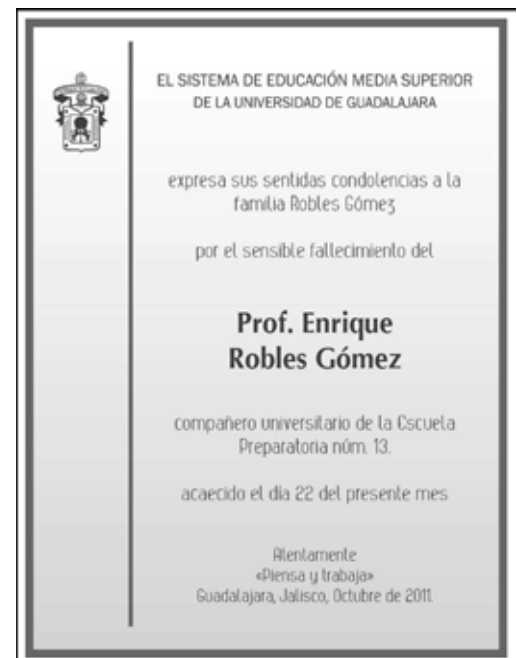 EL SISTEMA DE EDUCACIÓN MEDIA SUPERIOR
DE LA UNIVERSIDAD DE GUADALAJARA
expresa sus sentidas condolencias a la
familia Robles Gómez
por el sensible fallecimiento del
Prof. Enrique
Robles Gómez
compañero universitario de la Escuela
Preparatoria núm. 13.
acaecido el día 22 del presente mes
Atentamente
«Piensa y trabaja»
Guadalajara, Jalisco, Octubre de 2011.